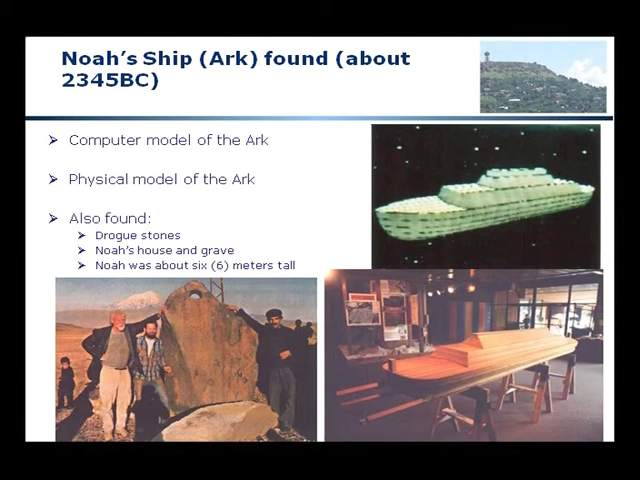 Noah's Ship (Ark) found (about
2345BC)
Computer model of the Ark
Physical model of the Ark
Also found:
Drogue stones
Noah's house and grave
Noah was about six (6) meters tall